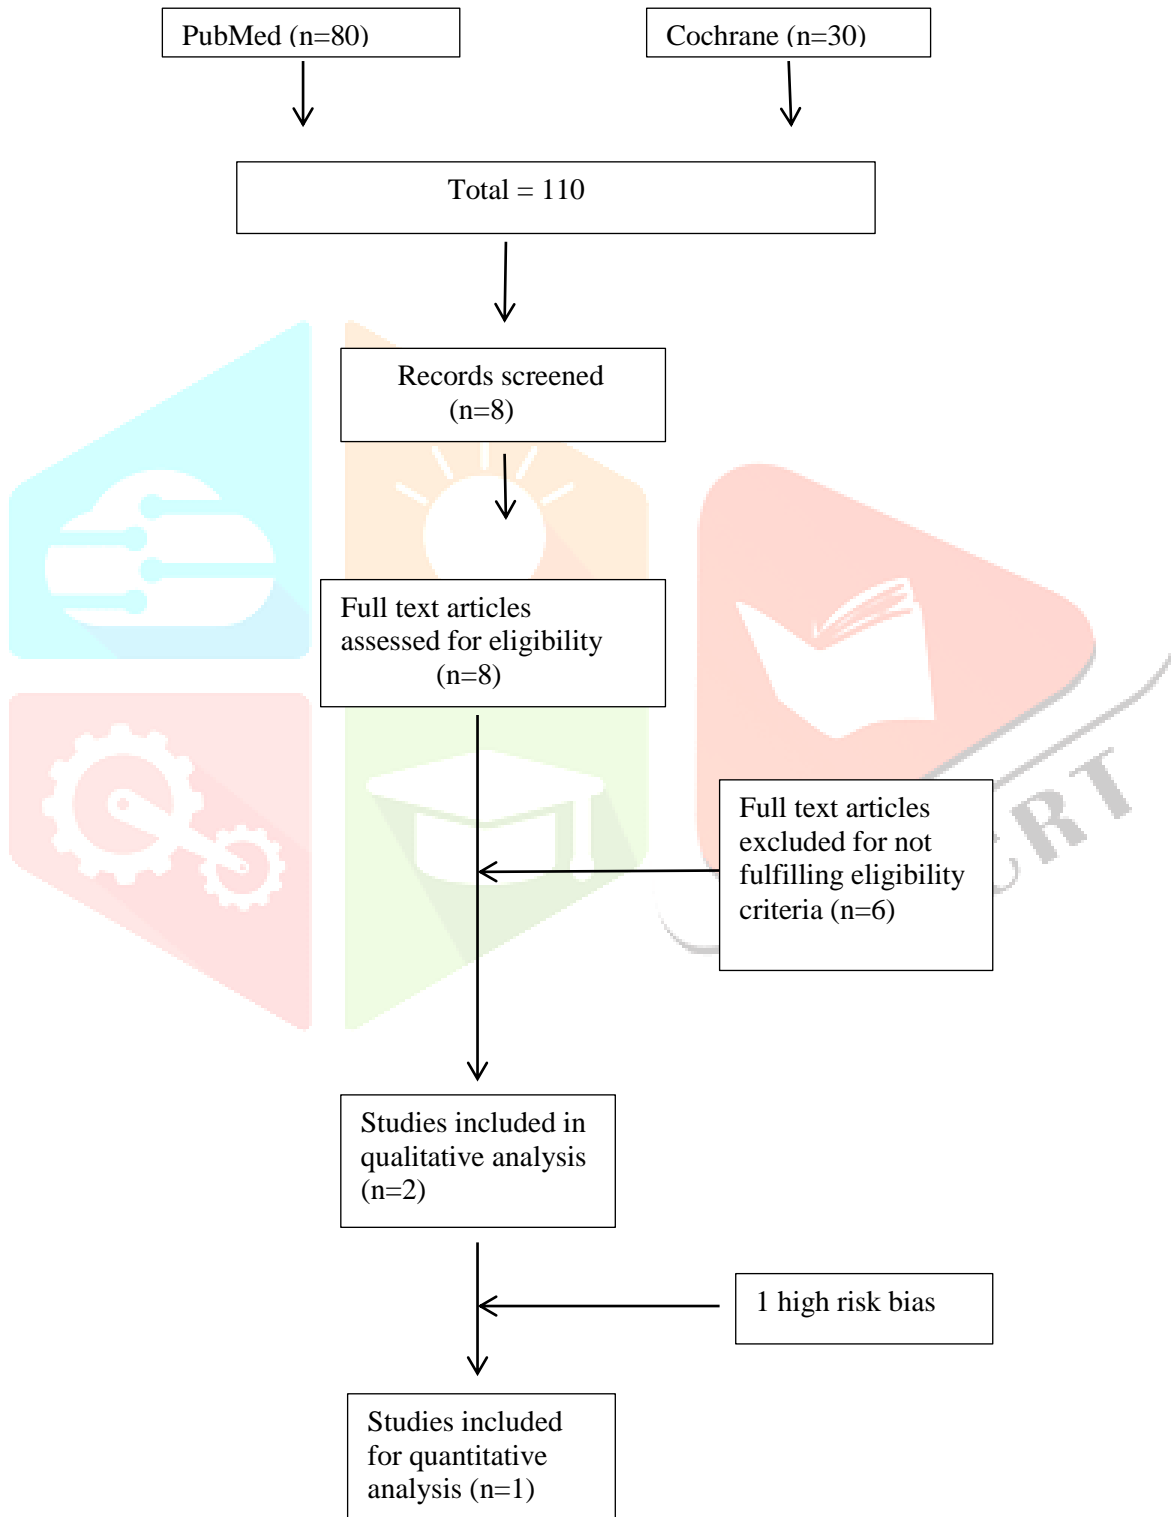 PubMed (n=80)
Cochrane (n=30)
Total = 110
Records screened
(n=8)
Full text articles
assessed for eligibility
(n=8)
Full text articles
excluded for not
fulfilling eligibility
criteria (n=6)
CRT
Studies included in
qualitative analysis
(n=2)
1 high risk bias
Studies included
for quantitative
analysis (n=1)